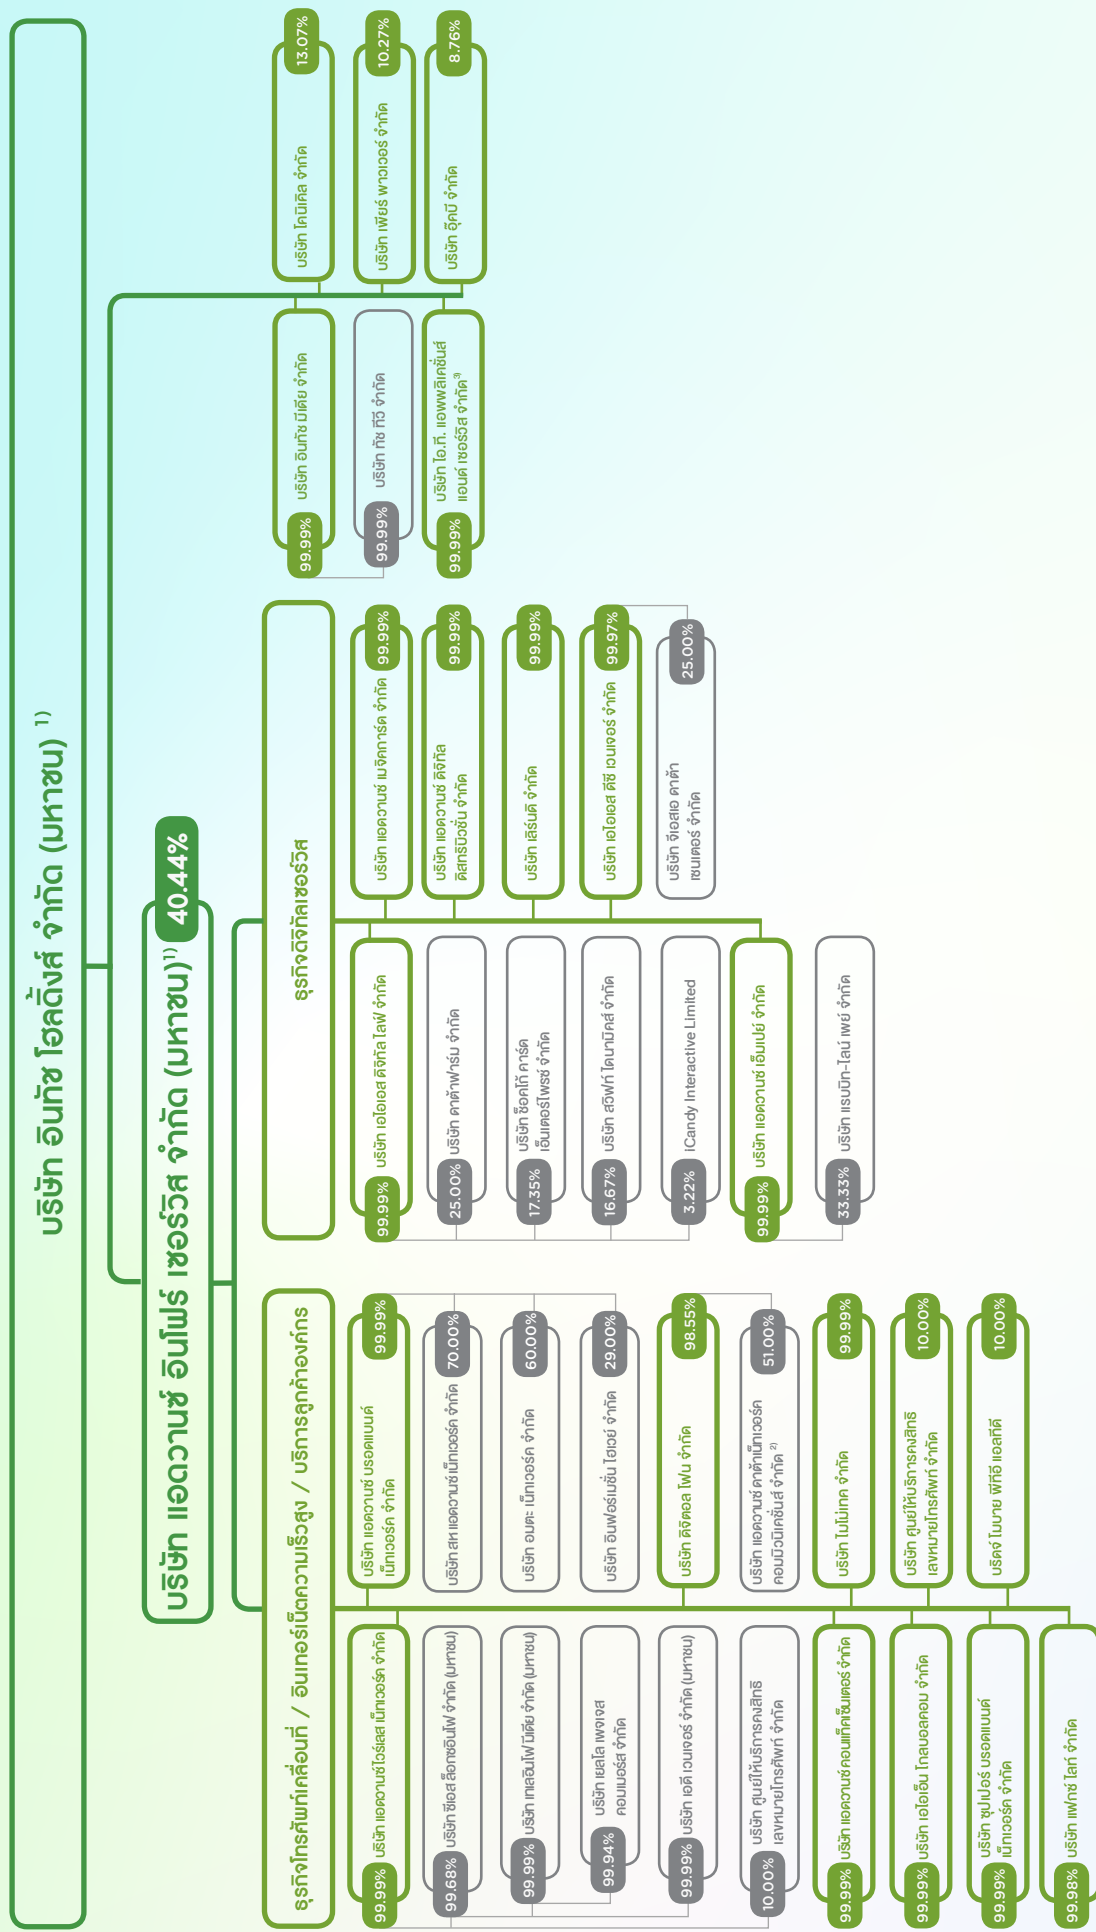 บริษัท อินทัช โฮลดิ้งส์ จำกัด (มหาชน) 1)
บริษัท แอดวานซ์ อินโฟร์ เซอร์วิส จำกัด (มหาชน)1)
40.44%
ธุรกิจโทรศัพท์เคลื่อนที่ / อินเทอร์เน็ตความเร็วสูง / บริการลูกค้าองค์กร
99.99%
บริษัท แอดวานซ์ ไวร์เลส เน็ทเวอร์ค จำกัด
99.68%
บริษัท ซีเอส ล็อกซอินโฟ จำกัด (มหาชน)
99.99%
บริษัท เทเลอินโฟ มีเดีย จำกัด (มหาชน)
99.94%
บริษัท เยลโล เพจเจส
คอมเมอร์ส จำกัด
99.99%
บริษัท เอดี เวนเจอร์ จำกัด (มหาชน)
10.00%
บริษัท ศูนย์ให้บริการคงสิทธิ
เลขหมายโทรศัพท์ จำกัด
99.99%
บริษัท แอดวานซ์ คอนแท็คเซ็นเตอร์ จำกัด
99.99%
บริษัท เอไอเอ็น โกลบอลคอม จำกัด
99.99%
บริษัท ซุปเปอร์ บรอดแบนด์
เน็ทเวอร์ค จำกัด
99.98%
บริษัท แฟกซ์ ไลท์ จำกัด
บริษัท แอดวานซ์ บรอดแบนด์
เน็ทเวอร์ค จำกัด
99.99%
บริษัท สห แอดวานซ์ เน็ทเวอร์ค จำกัด
70.00%
บริษัท อมตะ เน็ทเวอร์ค จำกัด
60.00%
บริษัท อินฟอร์เมชั่น ไฮเวย์ จำกัด
29.00%
บริษัท ดิจิตอล โฟน จำกัด
98.55%
บริษัท แอดวานซ์ ดาต้าเน็ทเวอร์ค
คอมมิวนิเคชั่นส์ จำกัด 2)
51.00%
บริษัท ไมโม่เทค จำกัด
99.99%
บริษัท ศูนย์ให้บริการคงสิทธิ
เลขหมายโทรศัพท์ จำกัด
10.00%
บริดจ์ โมบาย พีทีอี แอลทีดี
10.00%
ธุรกิจดิจิทัลเซอร์วิส
99.99%
บริษัท เอไอเอส ดิจิทัล ไลฟ์ จำกัด
25.00%
บริษัท ดาต้าฟาร์ม จำกัด
17.35%
บริษัท ช็อคโก้ คาร์ด
เอ็นเตอร์ไพรซ์ จำกัด
16.67%
บริษัท สวิฟท์ ไดนามิคส์ จำกัด
3.22%
iCandy Interactive Limited
99.99%
บริษัท แอดวานซ์ เอ็มเปย์ จำกัด
33.33%
บริษัท แรบบิท-ไลน์ เพย์ จำกัด
บริษัท แอดวานซ์ เมจิคการ์ด จำกัด
99.99%
บริษัท แอดวานซ์ ดิจิทัล
ดิสทริบิวชั่น จำกัด
99.99%
บริษัท เลิร์นดิ จำกัด
99.99%
บริษัท เอไอเอส ดีซี เวนเจอร์ จำกัด
99.97%
บริษัท จีเอสเอ ดาต้า
เซนเตอร์ จำกัด
25.00%
99.99%
บริษัท อินทัช มีเดีย จำกัด
99.99%
บริษัท ทัช ทีวี จำกัด
99.99%
บริษัท ไอ.ที. แอพพลิเคชั่นส์
แอนด์ เซอร์วิส จำกัด3)
บริษัท โคนิเคิล จำกัด
13.07%
บริษัท เพียร์ พาวเวอร์ จำกัด
10.27%
บริษัท อุ๊คบี จำกัด
8.76%